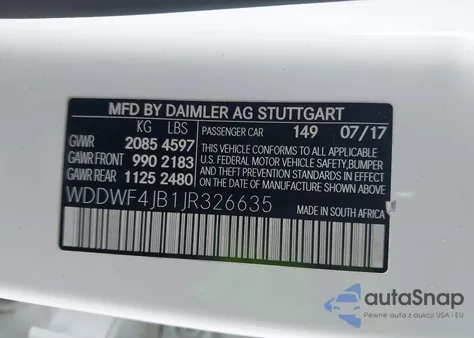 MFD BY DAIMLER AG STUTTGART
KG LBS
GVWR 2085 4597
GAWR FRONT 990 2183
GAWR REAR 1125 2480
PASSENGER CAR 149 07/17
THIS VEHICLE CONFORMS TO ALL APPLICABLE
U.S. FEDERAL MOTOR VEHICLE SAFETY, BUMPER
AND THEFT PREVENTION STANDARDS IN EFFECT
ON THE DATE OF MANUFACTURE SHOWN ABOVE.
WDDWF4JB1JR326635
MADE IN SOUTH AFRICA
autoSnap
Pewne auta z aukcji USA i EU